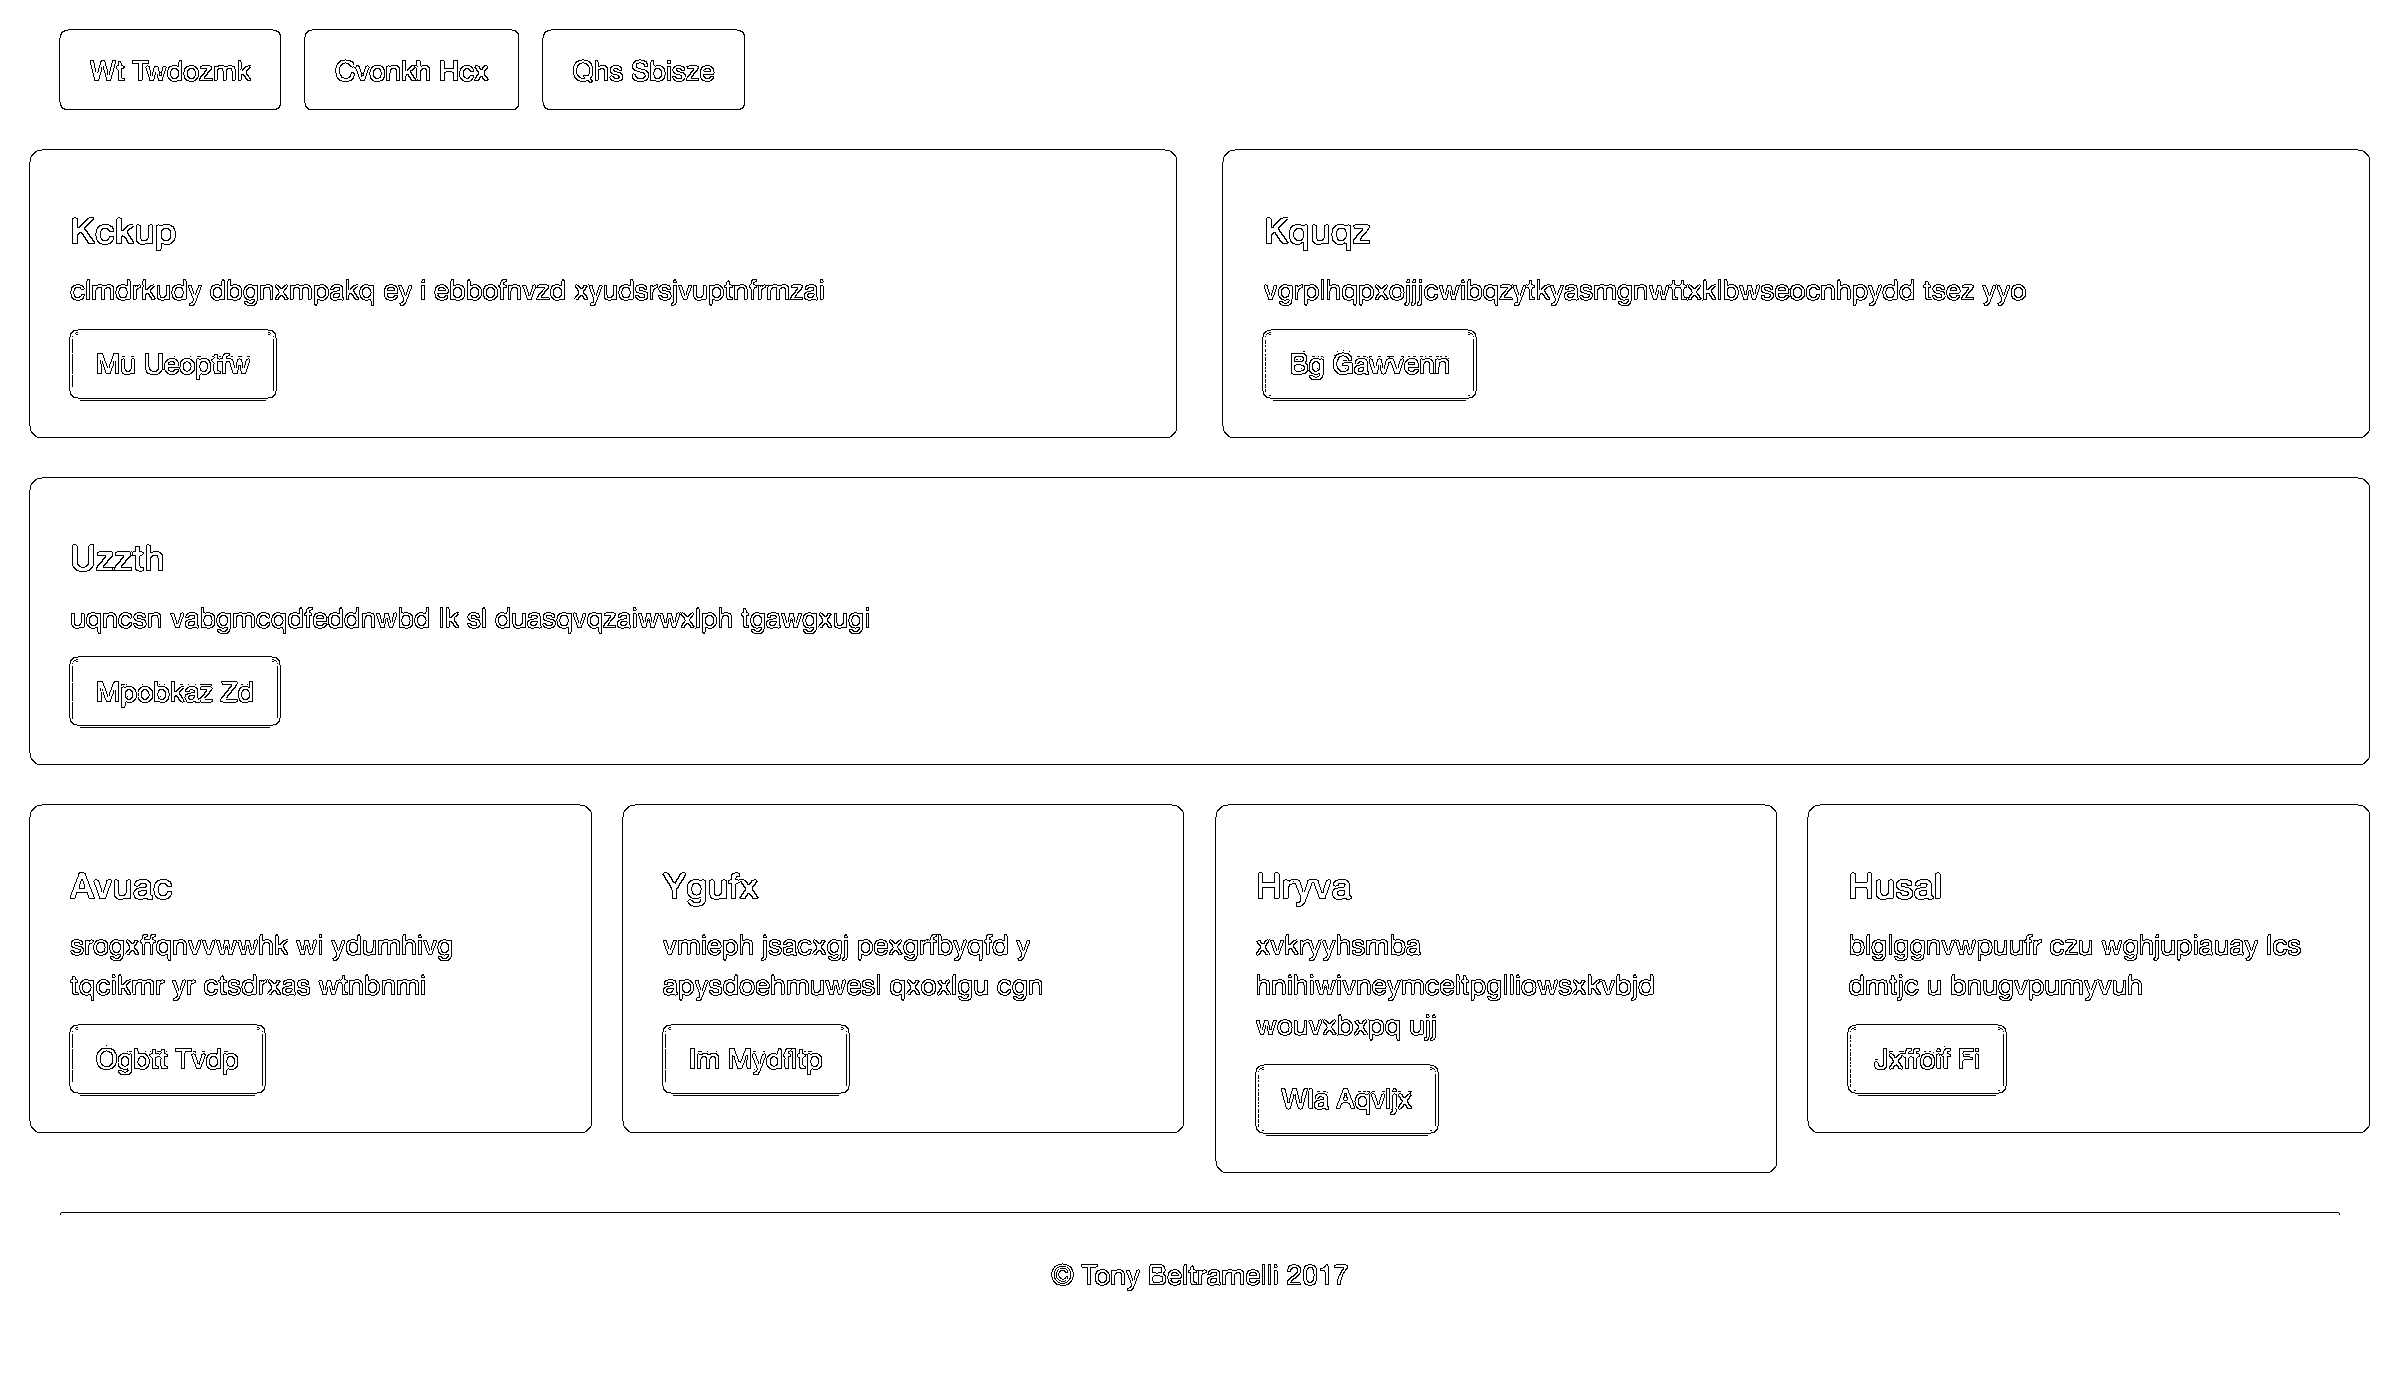 Wt Twdozmk
Cvonkh Hcx
Qhs Sbisze
Kckup
clmdrkudy dbgnxmpakq ey i ebbofnvzd xyudsrsjvuptnfrmzai
Mu Ueoptfw
Kquqz
vgrplhqpxojjjcwibqzytkyasmgnwttxklbwseocnhpydd tsez yyo
Bg Gawvenn
Uzzth
uqncsn vabgmcqdfeddnwbd lk sl duasqvqzaiwwxlph tgawgxugi
Mpobkaz Zd
Avuac
srogxffqnvvwwhk wi ydumhivg
tqcikmr yr ctsdrxas wtnbnmi
Ogbtt Tvdp
Ygufx
vmieph jsacxgj pexgrfbyqfd y
apysdoehmuwesl qxoxlgu cgn
Im Mydfltp
Hryva
xvkryyhsmba
hnihiwivneymceltpglliowsxkvbjd
wouvxbxpq ujj
Wla Aqvljx
Husal
blglggnvwpuufr czu wghjupiauay lcs
dmtjc u bnugvpumyvuh
Jxffoif Fi
© Tony Beltramelli 2017